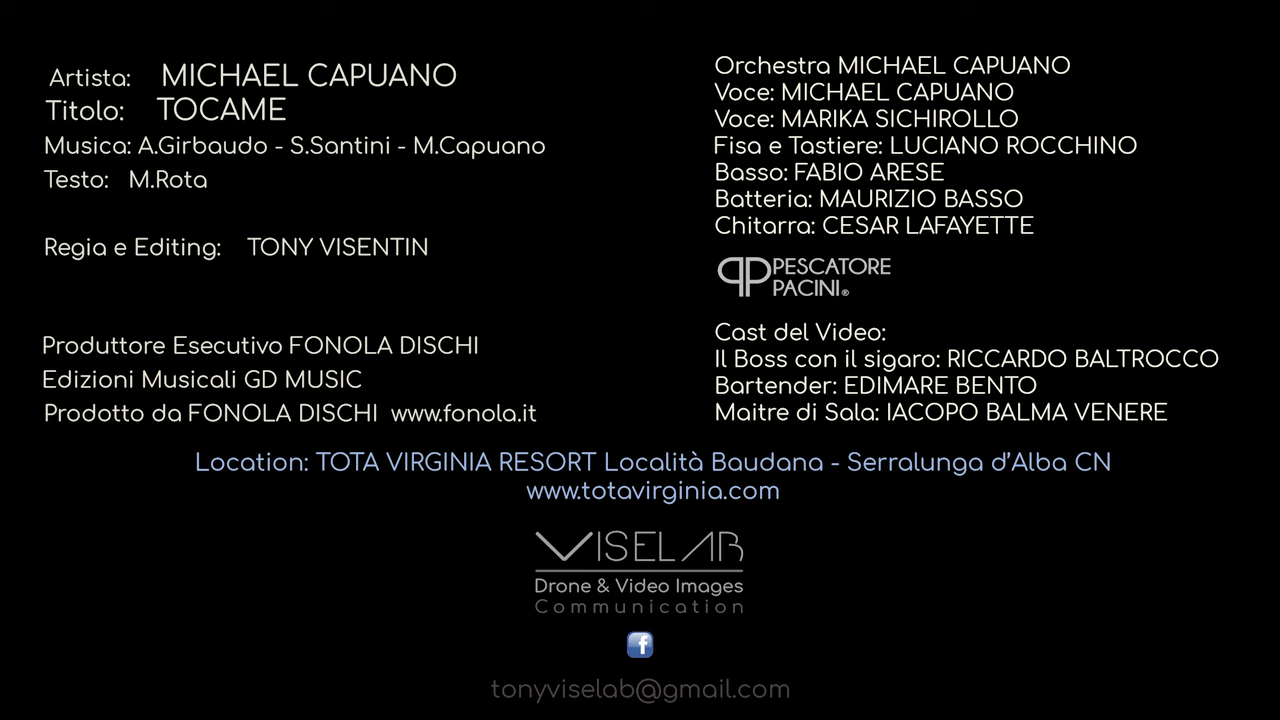 Artista: MICHAEL CAPUANO
Titolo: TOCAME
Musica: A.Girbaudo - S.Santini - M.Capuano
Testo: M.Rota
Regia e Editing: TONY VISENTIN
Produttore Esecutivo FONOLA DISCHI
Edizioni Musicali GD MUSIC
Prodotto da FONOLA DISCHI www.fonola.it
Orchestra MICHAEL CAPUANO
Voce: MICHAEL CAPUANO
Voce: MARIKA SICHIROLLO
Fisa e Tastiere: LUCIANO ROCCHINO
Basso: FABIO ARESE
Batteria: MAURIZIO BASSO
Chitarra: CESAR LAFAYETTE
PESCATORE
PACINI®
Cast del Video:
Il Boss con il sigaro: RICCARDO BALTROCCO
Bartender: EDIMARE BENTO
Maitre di Sala: IACOPO BALMA VENERE
Location: TOTA VIRGINIA RESORT Località Baudana - Serralunga d’Alba CN
www.totavirginia.com
VISELAB
Drone & Video Images
Communication
f
tonyviselab@gmail.com